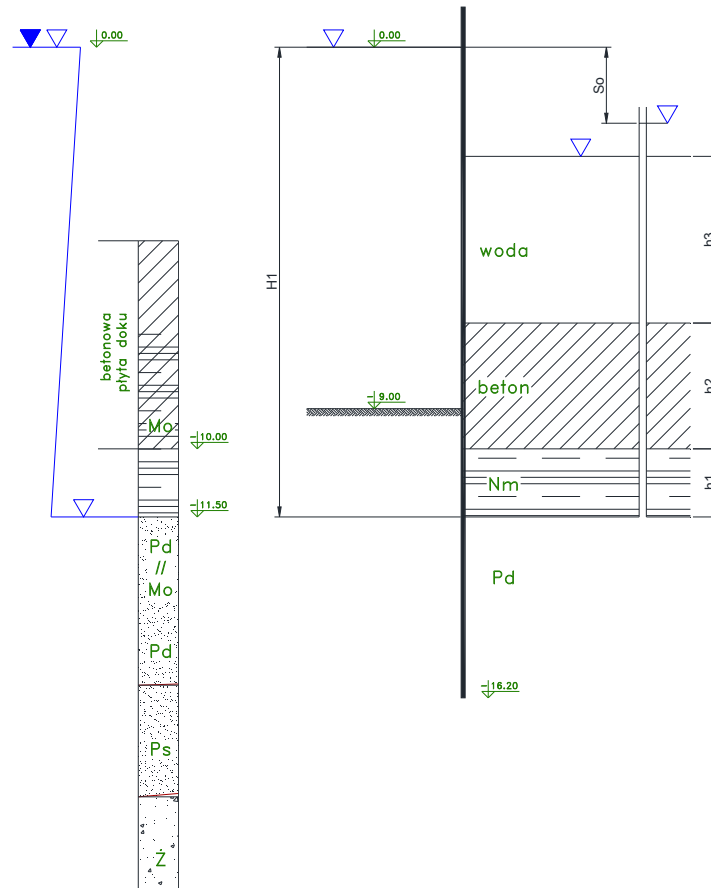 0.00
0.00
So
woda
h3
H1
betonowa
płyta doku
beton
h2
-9.00
Mo
-10.00
Nm
h1
-11.50
Pd
//
Mo
Pd
Pd
-16.20
Ps
Ż